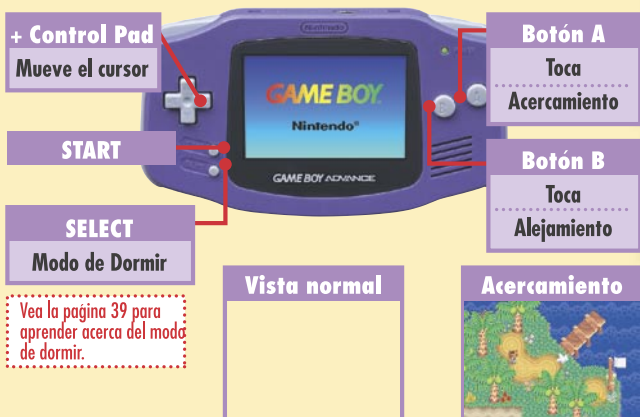 + Control Pad
Mueve el cursor
START
SELECT
Modo de Dormir
Vea la paǵina 39 para
aprender acerca del modo
de dormir.
Nintendo
GAME BOY
Nintendo®
GAME BOY ADVANCE
Botón A
Toca
Acercamiento
Botón B
Toca
Alejamiento
Vista normal
Acercamiento